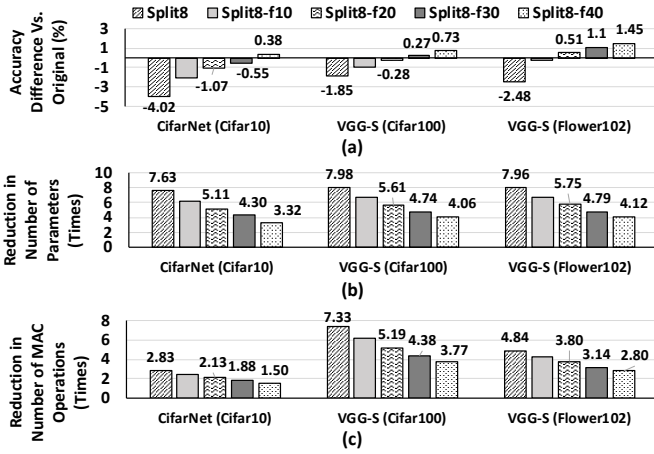 Split8 Split8-f10 Split8-f20 Split8-f30 Split8-f40
Accuracy
Difference Vs.
Original (%)
3
1
-1
-3
-5
-4.02
-1.07
-0.55
0.38
-1.85
-0.28
0.27
0.73
-2.48
0.51
1.1
1.45
CifarNet (Cifar10) VGG-S (Cifar100) VGG-S (Flower102)
(a)
Reduction in
Number of
Parameters
(Times)
10
8
6
4
2
0
7.63
5.11
4.30
3.32
7.98
5.61
4.74
4.06
7.96
5.75
4.79
4.12
CifarNet (Cifar10) VGG-S (Cifar100) VGG-S (Flower102)
(b)
Reduction in
Number of MAC
Operations
(Times)
8
6
4
2
0
2.83
2.13
1.88
1.50
7.33
5.19
4.38
3.77
4.84
3.80
3.14
2.80
CifarNet (Cifar10) VGG-S (Cifar100) VGG-S (Flower102)
(c)